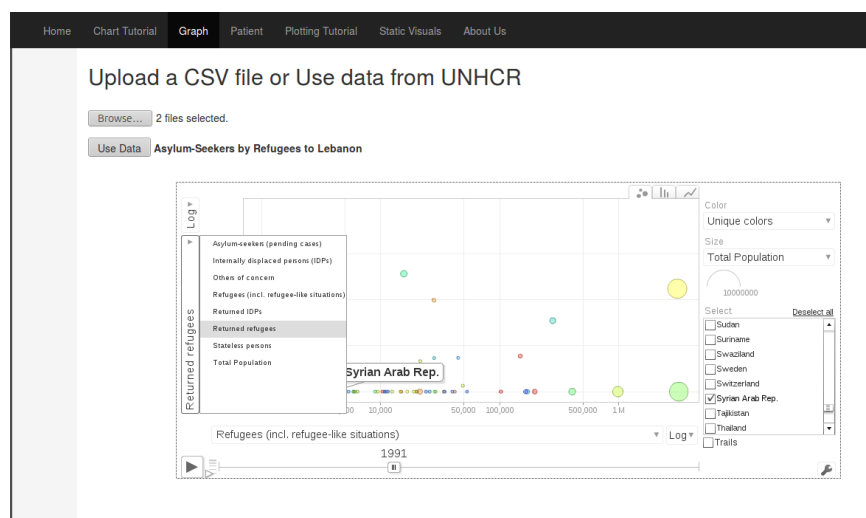 Home Chart Tutorial Graph Patient Plotting Tutorial Static Visuals About Us
Upload a CSV file or Use data from UNHCR
Browse... 2 files selected.
Use Data Asylum-Seekers by Refugees to Lebanon
Log
Returned refugees
Asylum-seekers (pending cases)
Internally displaced persons (IDPs)
Others of concern
Refugees (incl. refugee-like situations)
Returned IDPs
Returned refugees
Stateless persons
Total Population
Syrian Arab Rep.
10,000 50,000 100,000 500,000 1 M
Refugees (incl. refugee-like situations) Log
1991
Color
Unique colors
Size
Total Population
10000000
Select Deselect all
Sudan
Suriname
Swaziland
Sweden
Switzerland
Syrian Arab Rep.
Tajikistan
Thailand
Trails